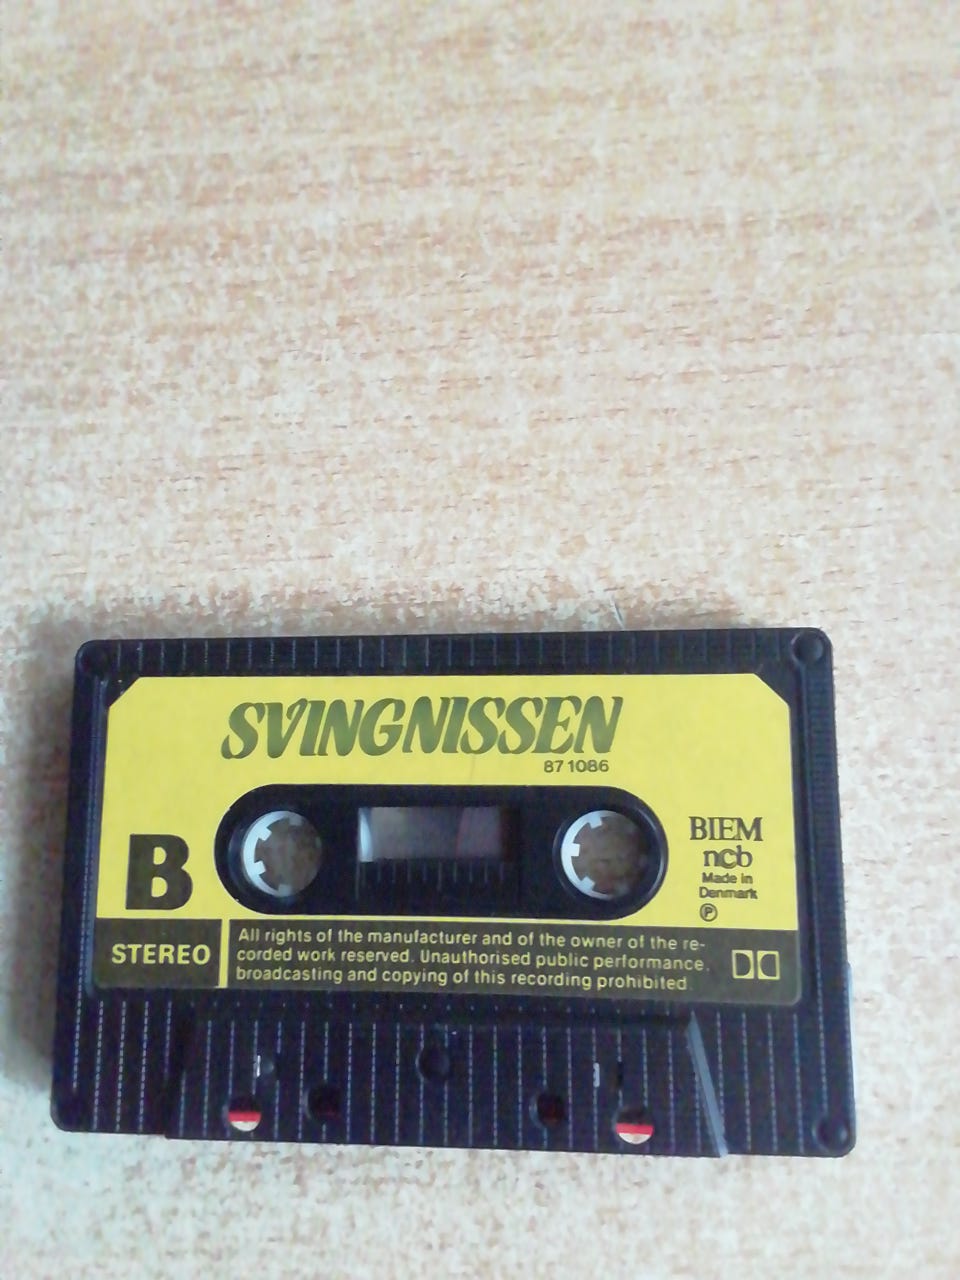 SVINGNISSEN
87 1086
B
BIEM
ncb
Made in
Denmark
℗
STEREO
All rights of the manufacturer and of the owner of the re-
corded work reserved. Unauthorised public performance,
broadcasting and copying of this recording prohibited.